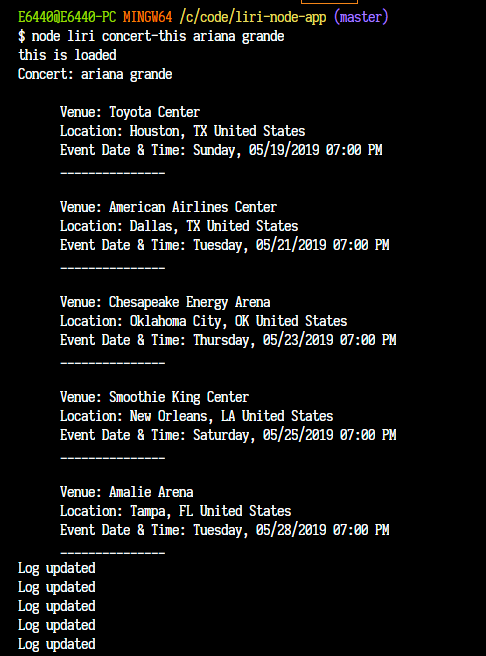 E6440@E6440-PC MINGW64 /c/code/liri-node-app (master)
$ node liri concert-this ariana grande
this is loaded
Concert: ariana grande
Venue: Toyota Center
Location: Houston, TX United States
Event Date & Time: Sunday, 05/19/2019 07:00 PM
_______________
Venue: American Airlines Center
Location: Dallas, TX United States
Event Date & Time: Tuesday, 05/21/2019 07:00 PM
_______________
Venue: Chesapeake Energy Arena
Location: Oklahoma City, OK United States
Event Date & Time: Thursday, 05/23/2019 07:00 PM
_______________
Venue: Smoothie King Center
Location: New Orleans, LA United States
Event Date & Time: Saturday, 05/25/2019 07:00 PM
_______________
Venue: Amalie Arena
Location: Tampa, FL United States
Event Date & Time: Tuesday, 05/28/2019 07:00 PM
_______________
Log updated
Log updated
Log updated
Log updated
Log updated